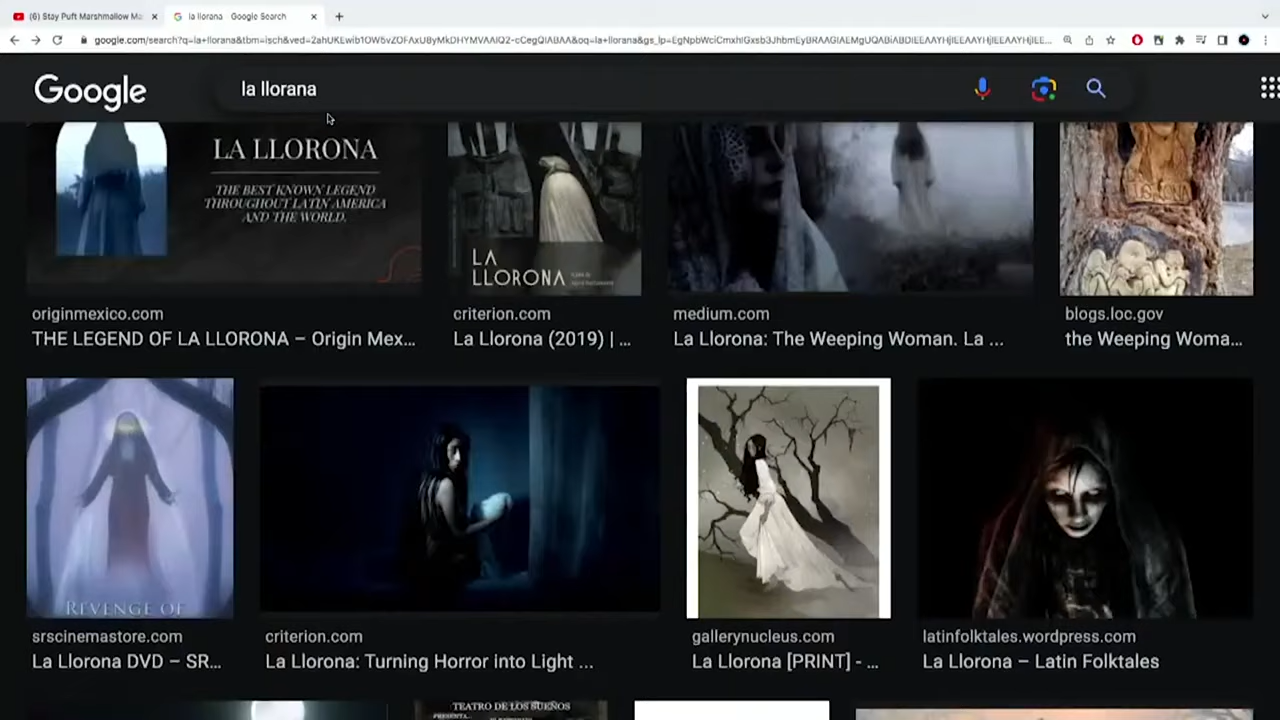 (6) Stay Puft Marshmallow Ma
la llorana - Google Search
Google
la llorana
LA LLORONA
THE BEST KNOWN LEGEND
THROUGHOUT LATIN AMERICA
AND THE WORLD.
LA
LLORONA
originmexico.com
criterion.com
medium.com
blogs.loc.gov
THE LEGEND OF LA LLORONA – Origin Mex...
La Llorona (2019) | ...
La Llorona: The Weeping Woman. La ...
the Weeping Woma...
REVENGE OF
srscinemastore.com
criterion.com
gallerynucleus.com
latinfolktales.wordpress.com
La Llorona DVD – SR...
La Llorona: Turning Horror into Light ...
La Llorona [PRINT] - ...
La Llorona – Latin Folktales
TEATRO DE LOS SUEÑOS
PRESENTA...